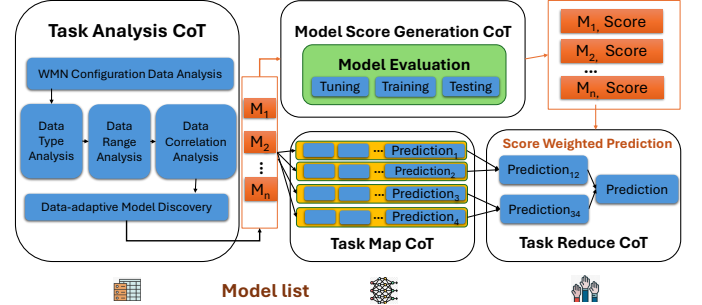 Task Analysis CoT
WMN Configuration Data Analysis
Data
Type
Analysis
Data
Range
Analysis
Data
Correlation
Analysis
Data-adaptive Model Discovery
M1
M2
...
Mn
Model Score Generation CoT
Model Evaluation
Tuning
Training
Testing
M1, Score
M2, Score
...
Mn, Score
... Prediction1
... Prediction2
... Prediction3
... Prediction4
Task Map CoT
Score Weighted Prediction
Prediction12
Prediction34
Prediction
Task Reduce CoT
Model list